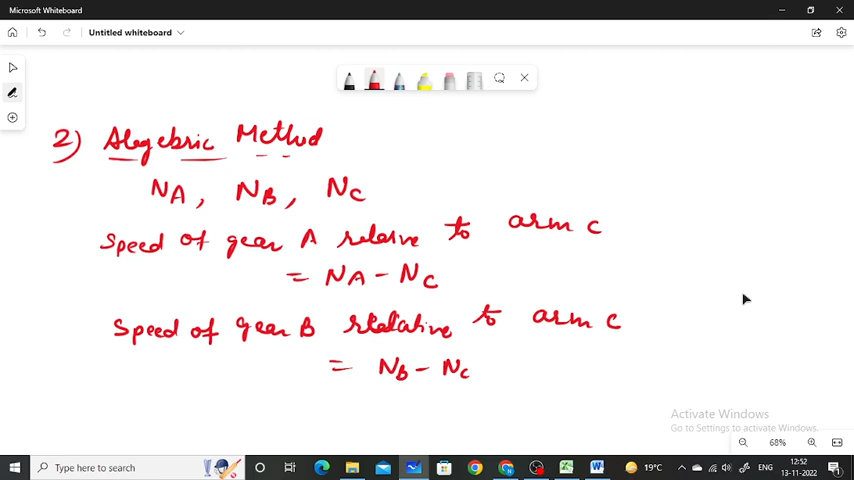 Microsoft Whiteboard
Untitled whiteboard
2) Alegebric Method
NA, NB, NC
Speed of gear A relative to arm C
= NA - NC
Speed of gear B relative to arm C
= NB - NC
Activate Windows
Go to Settings to activate Windows.
68%
Type here to search
19°C
ENG
12:52
13-11-2022
1